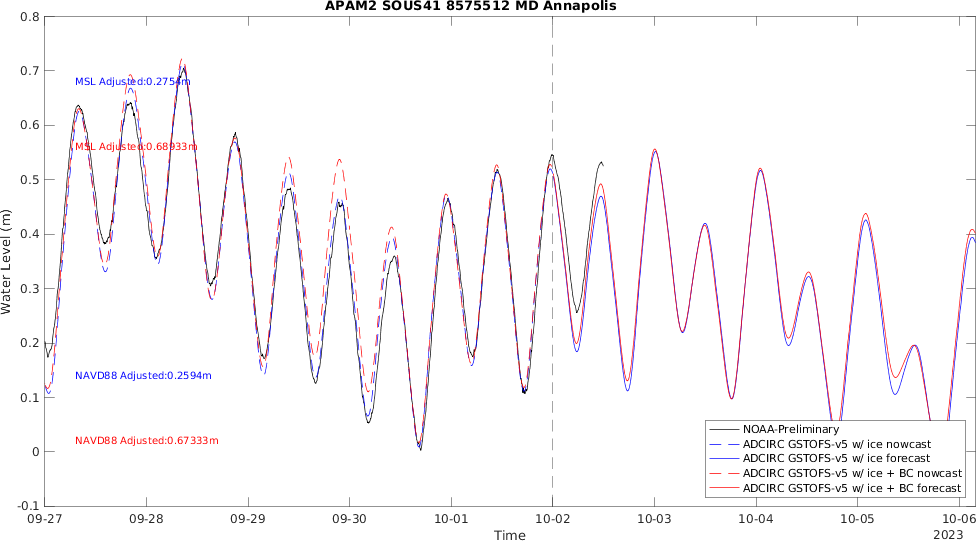 APAM2 SOUS41 8575512 MD Annapolis
0.8
0.7
0.6
0.5
0.4
0.3
0.2
0.1
0
-0.1
Water Level (m)
MSL Adjusted:0.2754m
MSL Adjusted:0.68933m
NAVD88 Adjusted:0.2594m
NAVD88 Adjusted:0.67333m
NOAA-Preliminary
ADCIRC GSTOFS-v5 w/ ice nowcast
ADCIRC GSTOFS-v5 w/ ice forecast
ADCIRC GSTOFS-v5 w/ ice + BC nowcast
ADCIRC GSTOFS-v5 w/ ice + BC forecast
09-27 09-28 09-29 09-30 10-01 10-02 10-03 10-04 10-05 10-06
Time
2023